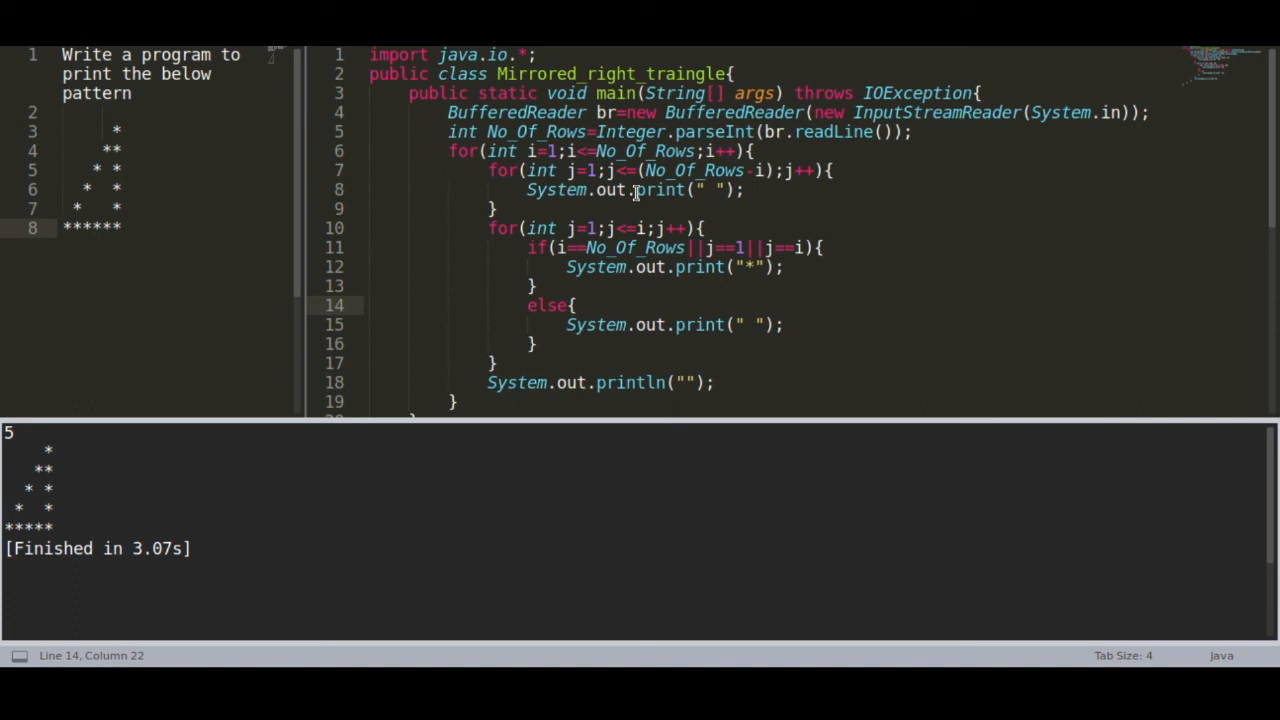 1 Write a program to
print the below
pattern
2
3      *
4     **
5    * *
6   *  *
7  *   *
8 ******
1 import java.io.*;
2 public class Mirrored_right_traingle{
3     public static void main(String[] args) throws IOException{
4         BufferedReader br=new BufferedReader(new InputStreamReader(System.in));
5         int No_Of_Rows=Integer.parseInt(br.readLine());
6         for(int i=1;i<=No_Of_Rows;i++){
7             for(int j=1;j<=(No_Of_Rows-i);j++){
8                 System.out.print(" ");
9             }
10             for(int j=1;j<=i;j++){
11                 if(i==No_Of_Rows||j==1||j==i){
12                     System.out.print("*");
13                 }
14                 else{
15                     System.out.print(" ");
16                 }
17             }
18             System.out.println("");
19         }
5
    *
   **
  * *
 *  *
*****
[Finished in 3.07s]
Line 14, Column 22
Tab Size: 4
Java